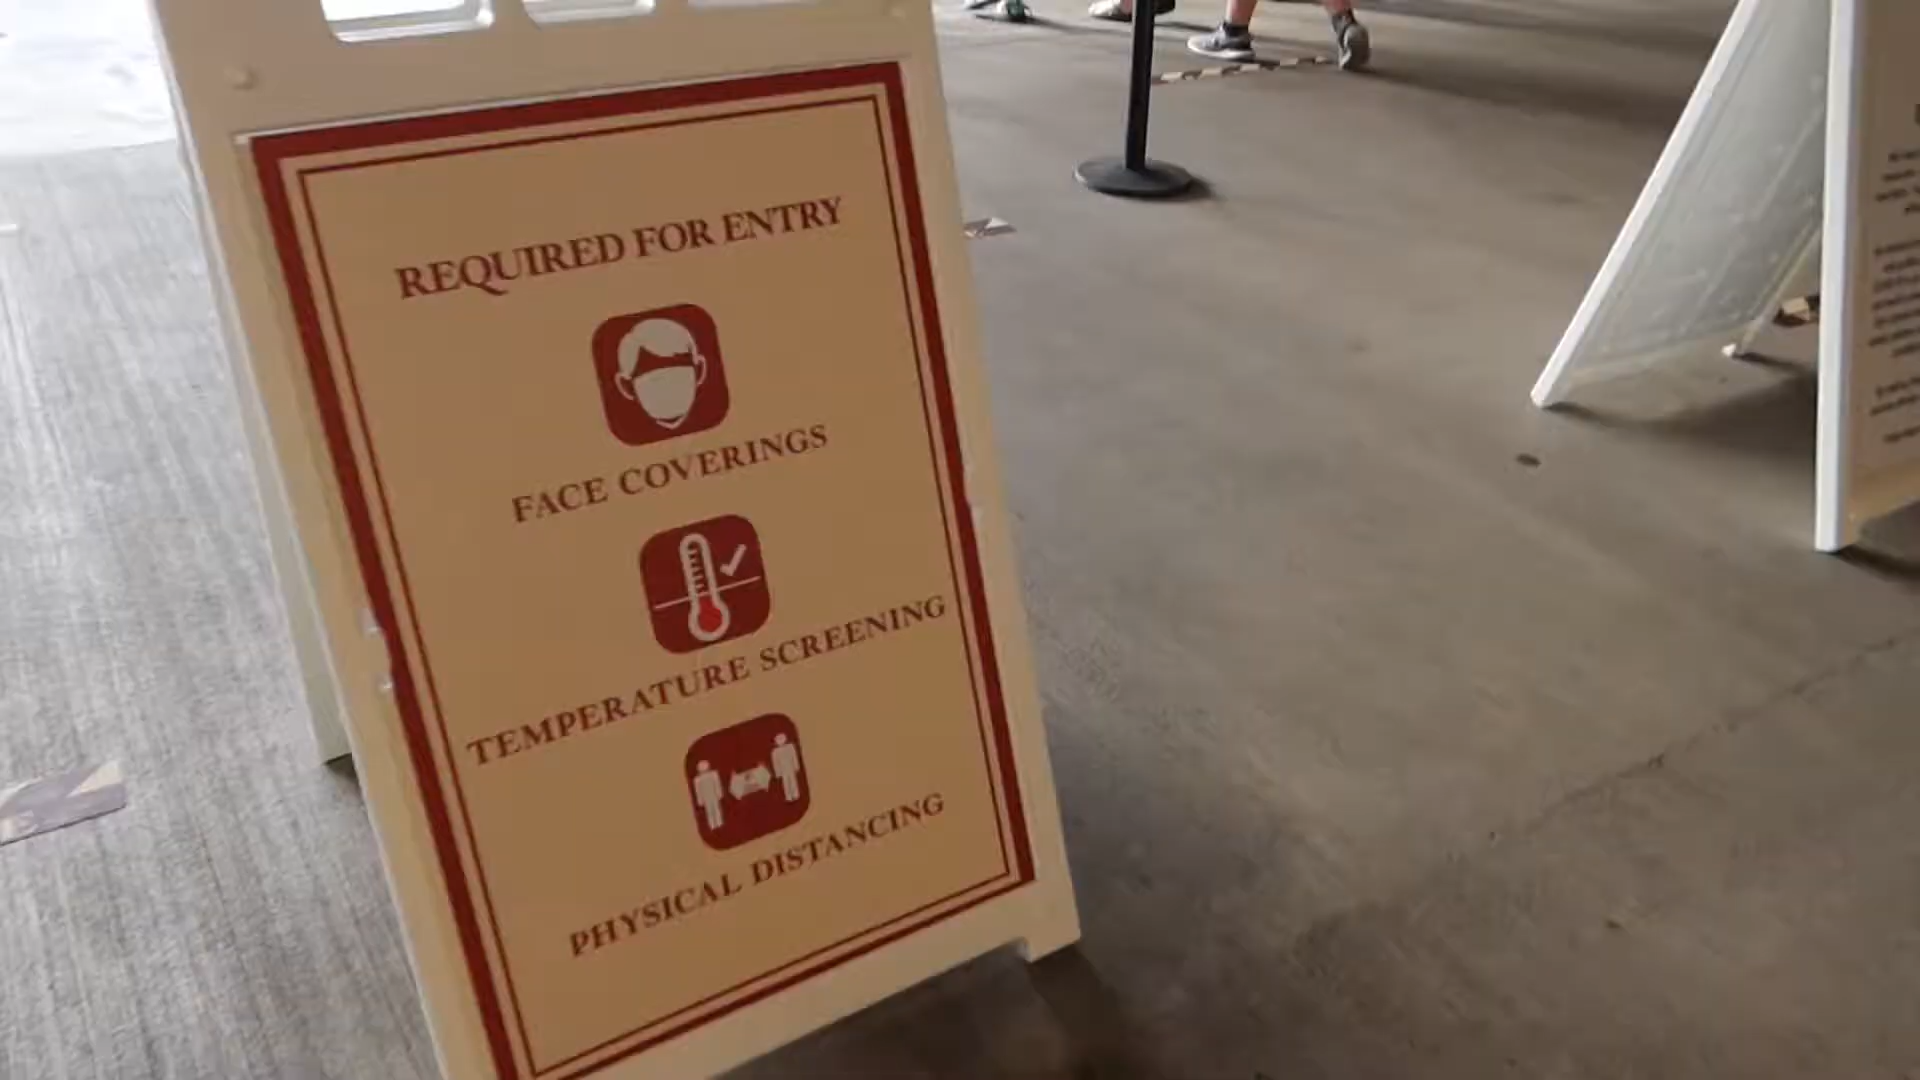 REQUIRED FOR ENTRY
FACE COVERINGS
TEMPERATURE SCREENING
PHYSICAL DISTANCING